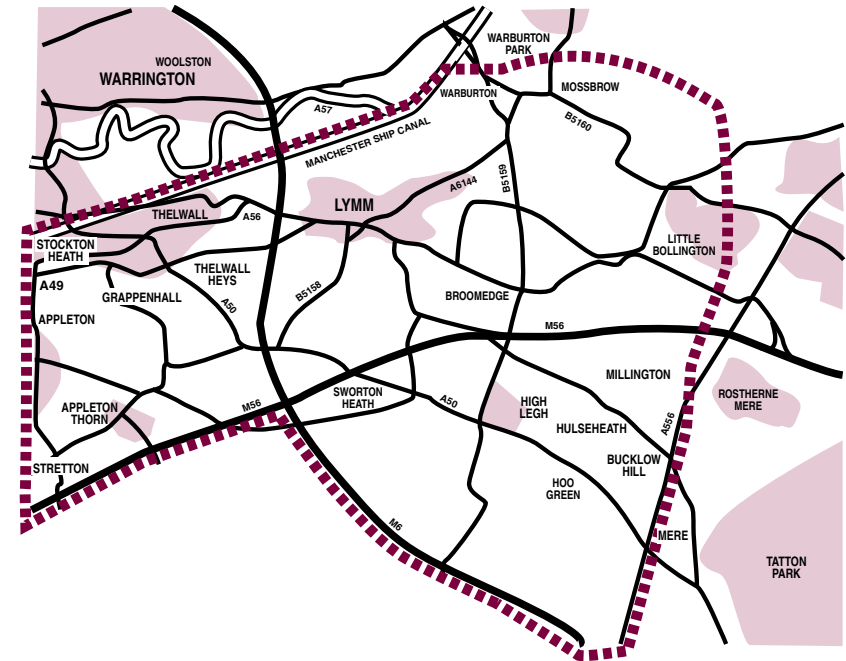 WARBURTON
PARK
WOOLSTON
WARRINGTON
WARBURTON
MOSSBROW
A57
B5160
MANCHESTER SHIP CANAL
A6144
B5159
LYMM
THELWALL
A56
STOCKTON
HEATH
LITTLE
BOLLINGTON
THELWALL
HEYS
A49
GRAPPENHALL
B5158
BROOMEDGE
A50
APPLETON
M56
MILLINGTON
ROSTHERNE
MERE
SWORTON
HEATH
M56
A50
HIGH
LEGH
APPLETON
THORN
A556
HULSEHEATH
BUCKLOW
HILL
STRETTON
HOO
GREEN
M6
MERE
TATTON
PARK